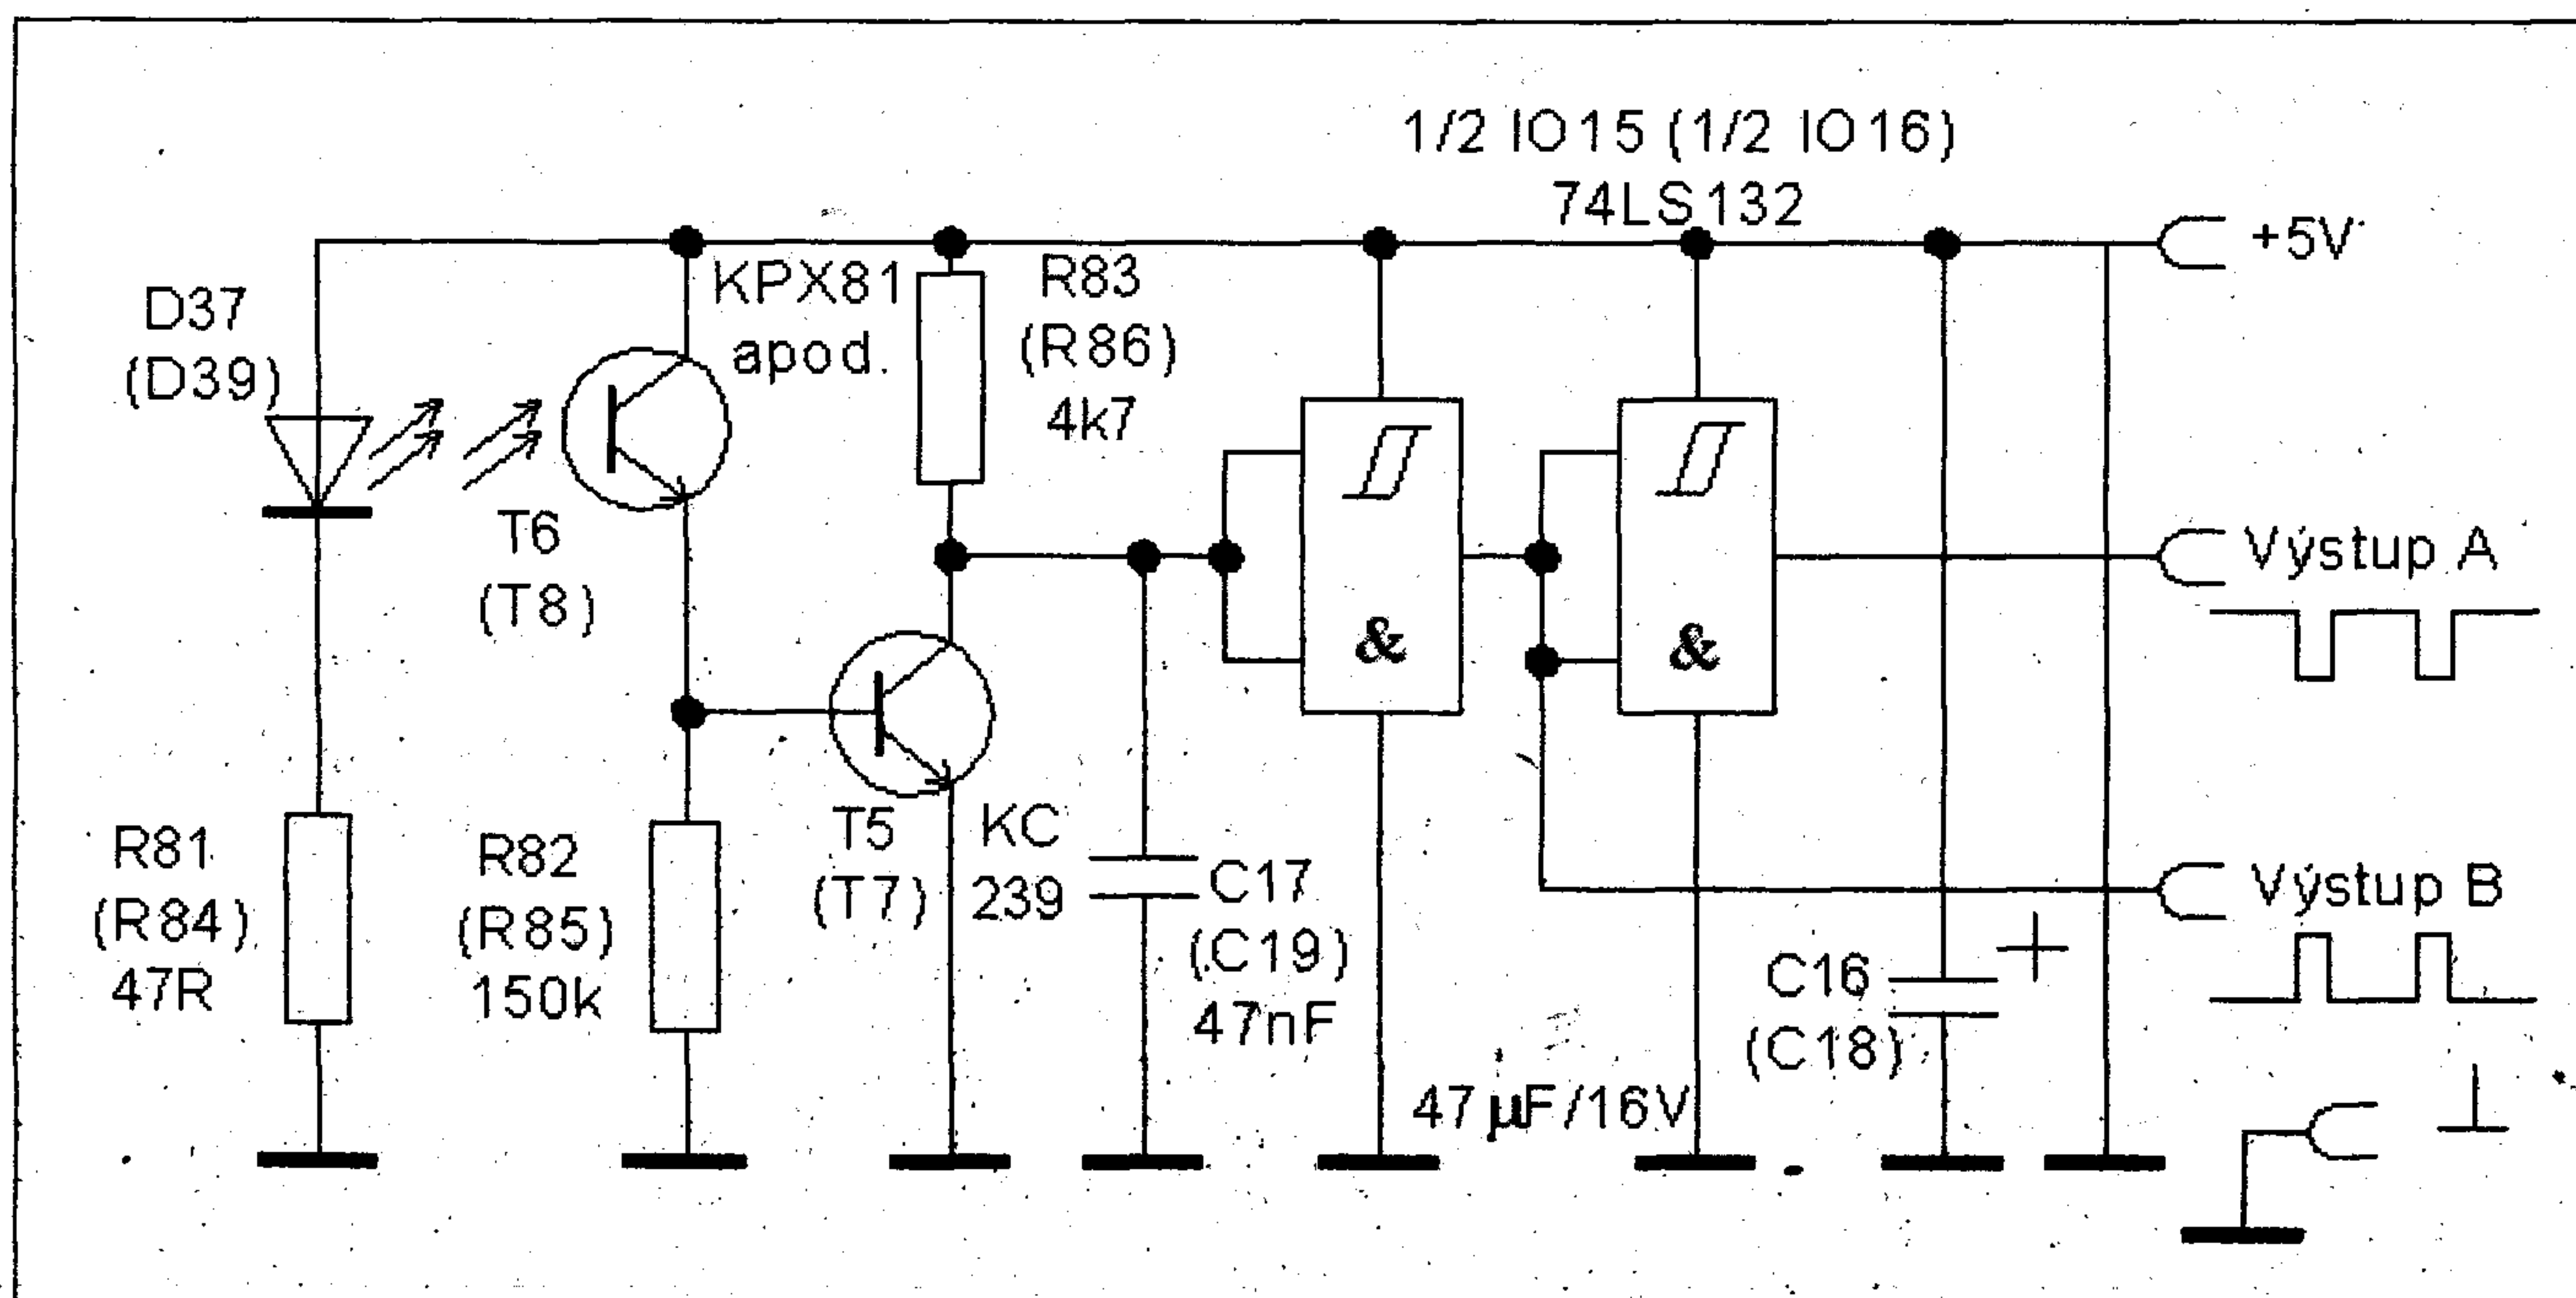 1/2 IO15 (1/2 IO16)
74LS132
+5V
D37
(D39)
KPX81
apod.
R83
(R86)
4k7
T6
(T8)
&
&
Výstup A
R81
(R84)
47R
R82
(R85)
150k
T5
(T7)
KC
239
C17
(C19)
47nF
47µF/16V
C16
(C18)
+
Výstup B